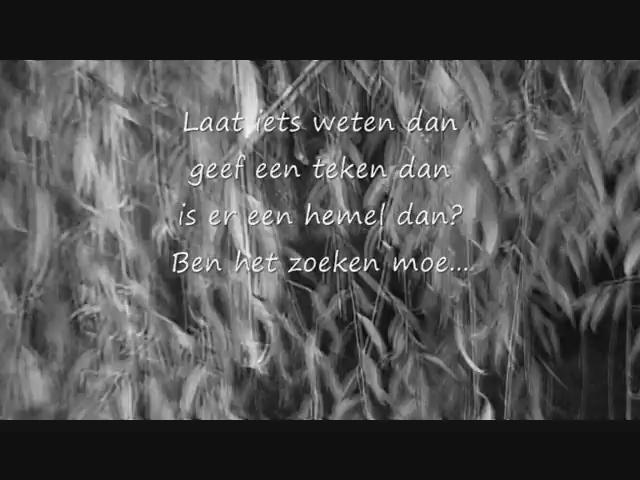 Laat iets weten dan
geef een teken dan
is er een hemel dan?
Ben het zoeken moe...